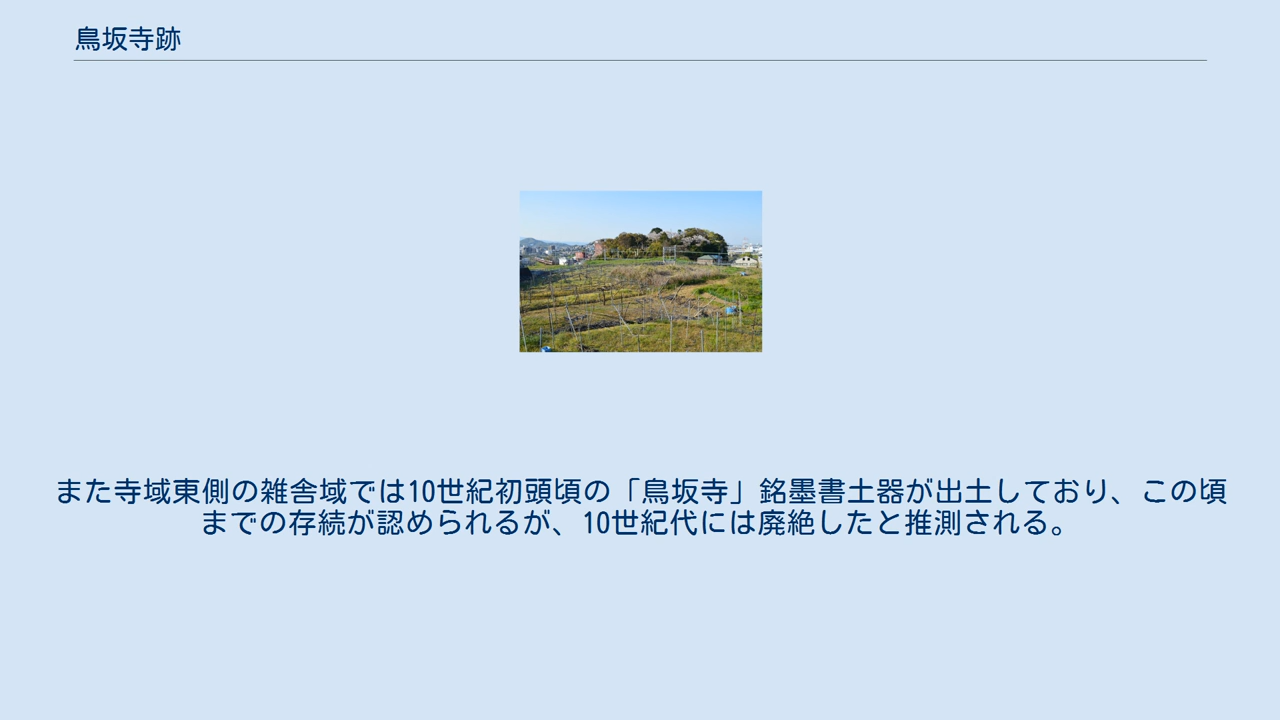 鳥坂寺跡
また寺域東側の雑舎域では10世紀初頭頃の「鳥坂寺」銘墨書土器が出土しており、この頃
までの存続が認められるが、10世紀代には廃絶したと推測される。